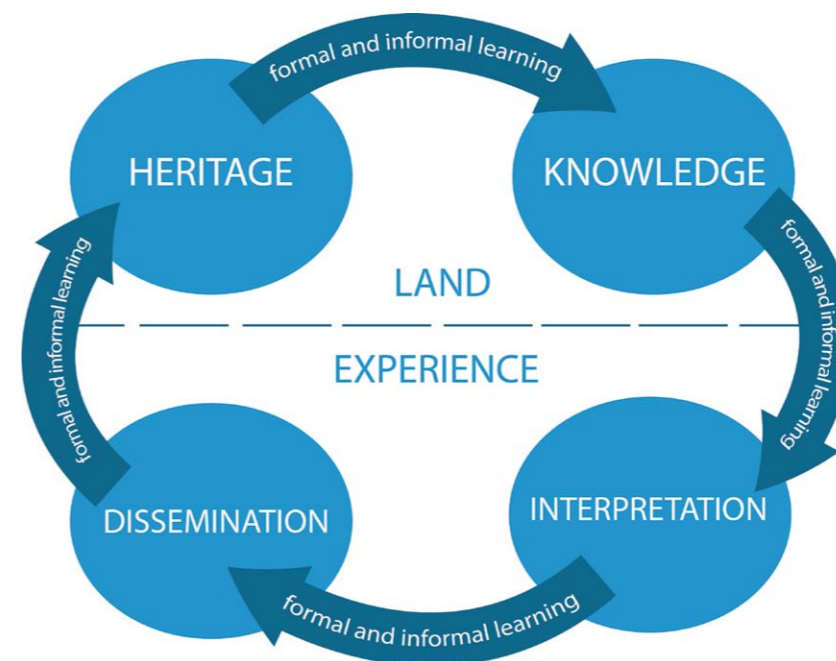 formal and informal learning
HERITAGE
KNOWLEDGE
formal and informal learning
formal and informal learning
LAND
EXPERIENCE
DISSEMINATION
INTERPRETATION
formal and informal learning